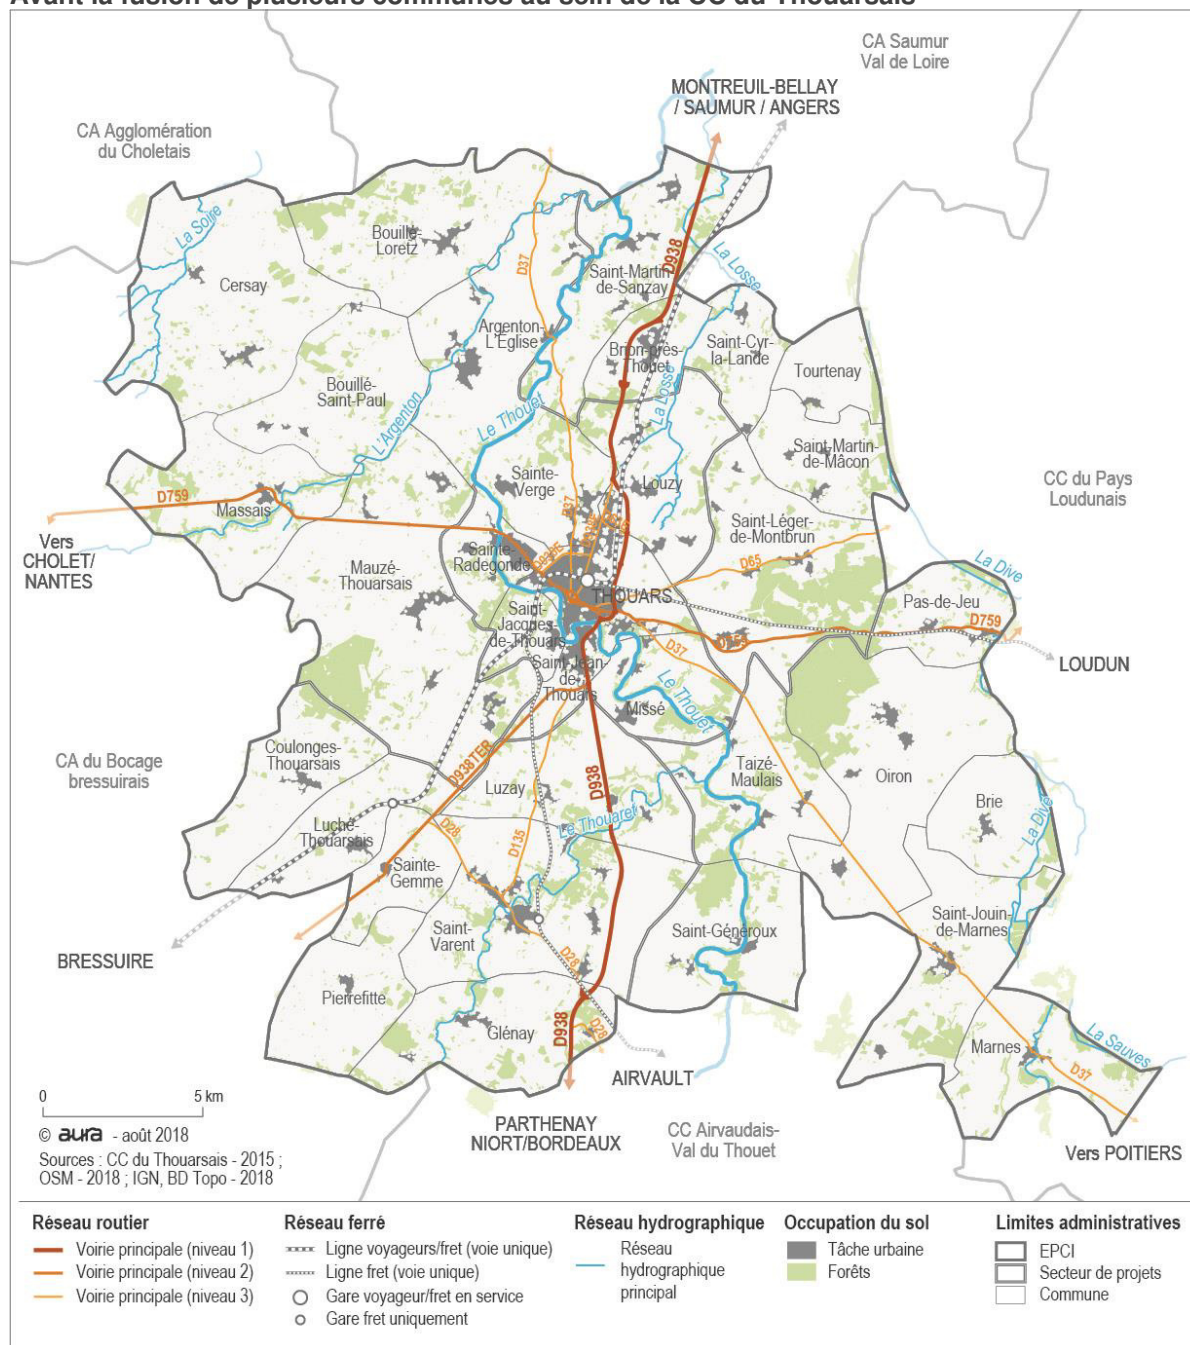 Avant la fusion de plusieurs communes au sein de la CC du Thouarsais
CA Saumur
Val de Loire
MONTREUIL-BELLAY
/ SAUMUR / ANGERS
CA Agglomération
du Choletais
La Soire
Bouillé-
Loretz
D37
D938
La Losse
Cersay
Saint-Martin-
de-Sanzay
Argenton-
L'Eglise
Brion-près-
Thouet
Saint-Cyr-
la-Lande
Tourtenay
Bouillé-
Saint-Paul
L'Argenton
Le Thouet
La Losse
Saint-Martin-
de-Mâcon
CC du Pays
Loudunais
D759
Massais
Sainte-
Verge
Louzy
D37
Saint-Léger-
de-Montbrun
Vers
CHOLET/
NANTES
Sainte-
Radegonde
D65
La Dive
Mauzé-
Thouarsais
THOUARS
Pas-de-Jeu
Saint-
Jacques-
de-Thouars
D759
D759
D37
LOUDUN
Saint-Jean-
de-
Thouars
Le Thouet
Missé
CA du Bocage
bressuirais
Coulonges-
Thouarsais
D938TER
D938
Taizé-
Maulais
Oiron
Luzay
Brie
Le Thouaret
La Dive
Luché-
Thouarsais
D28
D135
Sainte-
Gemme
Saint-Jouin-
de-Marnes
Saint-
Varent
Saint-Généroux
BRESSUIRE
D28
Pierrefitte
Glénay
D938
D28
Marnes
La Sauves
D37
AIRVAULT
0 5 km
PARTHENAY
NIORT/BORDEAUX
CC Airvaudais-
Val du Thouet
Vers POITIERS
© aura - août 2018
Sources : CC du Thouarsais - 2015 ;
OSM - 2018 ; IGN, BD Topo - 2018
Réseau routier
Voirie principale (niveau 1)
Voirie principale (niveau 2)
Voirie principale (niveau 3)
Réseau ferré
Ligne voyageurs/fret (voie unique)
Ligne fret (voie unique)
Gare voyageur/fret en service
Gare fret uniquement
Réseau hydrographique
Réseau
hydrographique
principal
Occupation du sol
Tâche urbaine
Forêts
Limites administratives
EPCI
Secteur de projets
Commune